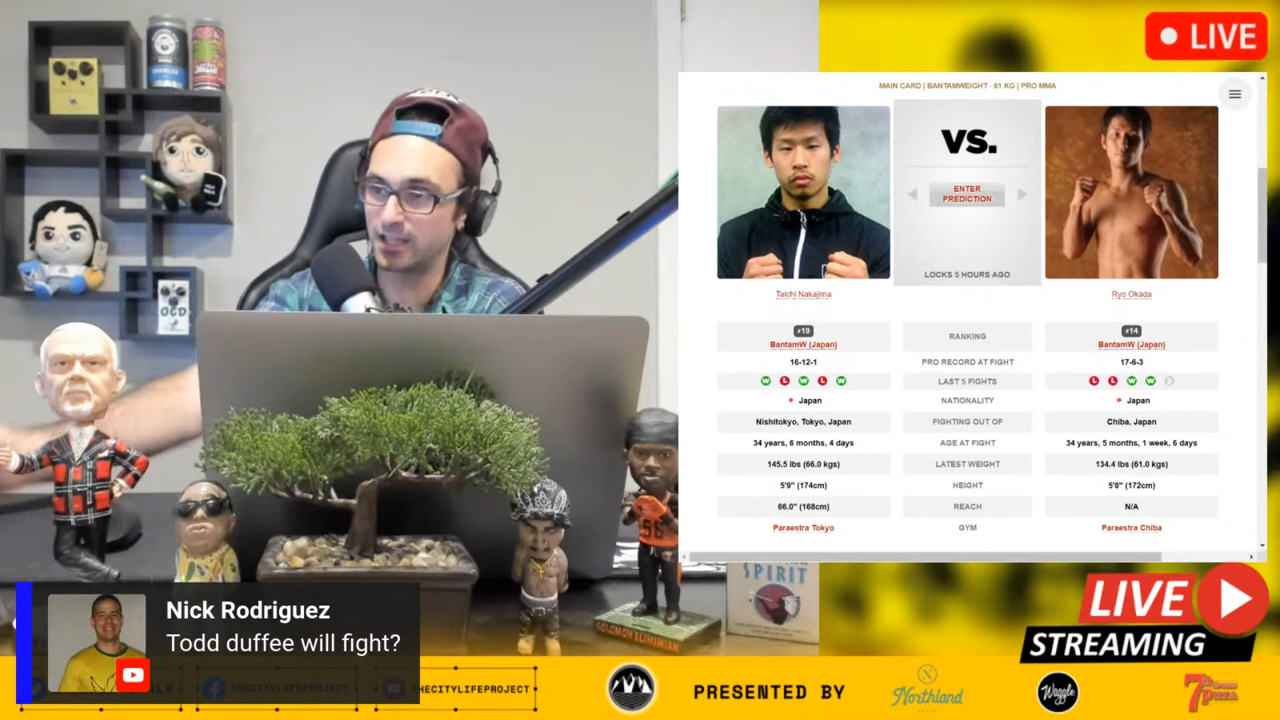 LIVE
MAIN CARD | BANTAMWEIGHT · 61 KG | PRO MMA
VS.
ENTER
PREDICTION
LOCKS 5 HOURS AGO
Taichi Nakajima
Ryo Okada
#19
BantamW (Japan)
RANKING
#14
BantamW (Japan)
16-12-1
PRO RECORD AT FIGHT
17-6-3
W L W L W
LAST 5 FIGHTS
L L W W D
Japan
NATIONALITY
Japan
Nishitokyo, Tokyo, Japan
FIGHTING OUT OF
Chiba, Japan
34 years, 6 months, 4 days
AGE AT FIGHT
34 years, 5 months, 1 week, 6 days
145.5 lbs (66.0 kgs)
LATEST WEIGHT
134.4 lbs (61.0 kgs)
5'9" (174cm)
HEIGHT
5'8" (172cm)
66.0" (168cm)
REACH
N/A
Paraestra Tokyo
GYM
Paraestra Chiba
OCD
56
SOLOMON ELIMIMIAN
SPIRIT
Nick Rodriguez
Todd duffee will fight?
LIVE
STREAMING
THECITYLIFEPROJECT
THECITYLIFEPROJECT
PRESENTED BY
Northland
Waggle